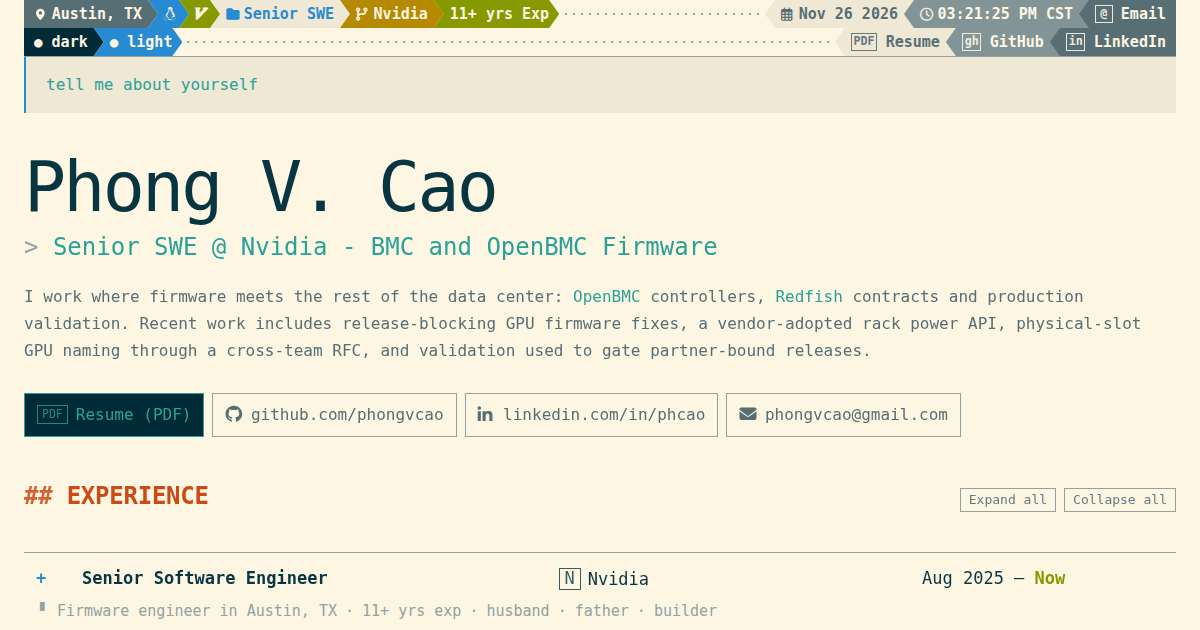 Austin, TX Senior SWE Nvidia 11+ yrs Exp Nov 26 2026 03:21:25 PM CST @ Email
● dark ● light PDF Resume gh GitHub in LinkedIn
tell me about yourself
Phong V. Cao
> Senior SWE @ Nvidia - BMC and OpenBMC Firmware
I work where firmware meets the rest of the data center: OpenBMC controllers, Redfish contracts and production
validation. Recent work includes release-blocking GPU firmware fixes, a vendor-adopted rack power API, physical-slot
GPU naming through a cross-team RFC, and validation used to gate partner-bound releases.
PDF Resume (PDF) github.com/phongvcao linkedin.com/in/phcao phongvcao@gmail.com
## EXPERIENCE Expand all Collapse all
+ Senior Software Engineer N Nvidia Aug 2025 — Now
Firmware engineer in Austin, TX · 11+ yrs exp · husband · father · builder